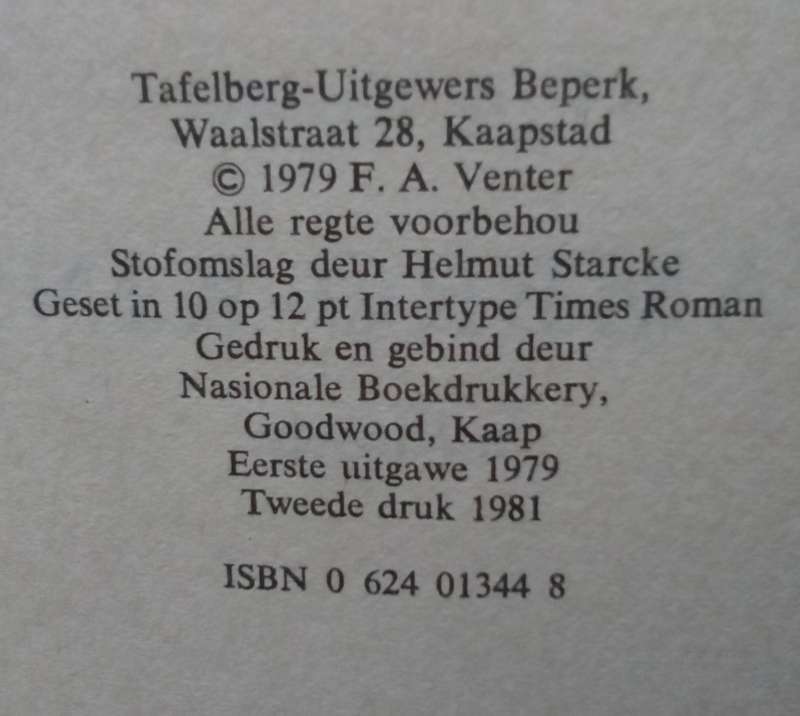 Tafelberg-Uitgewers Beperk,
Waalstraat 28, Kaapstad
© 1979 F. A. Venter
Alle regte voorbehou
Stofomslag deur Helmut Starcke
Geset in 10 op 12 pt Intertype Times Roman
Gedruk en gebind deur
Nasionale Boekdrukkery,
Goodwood, Kaap
Eerste uitgawe 1979
Tweede druk 1981
ISBN 0 624 01344 8